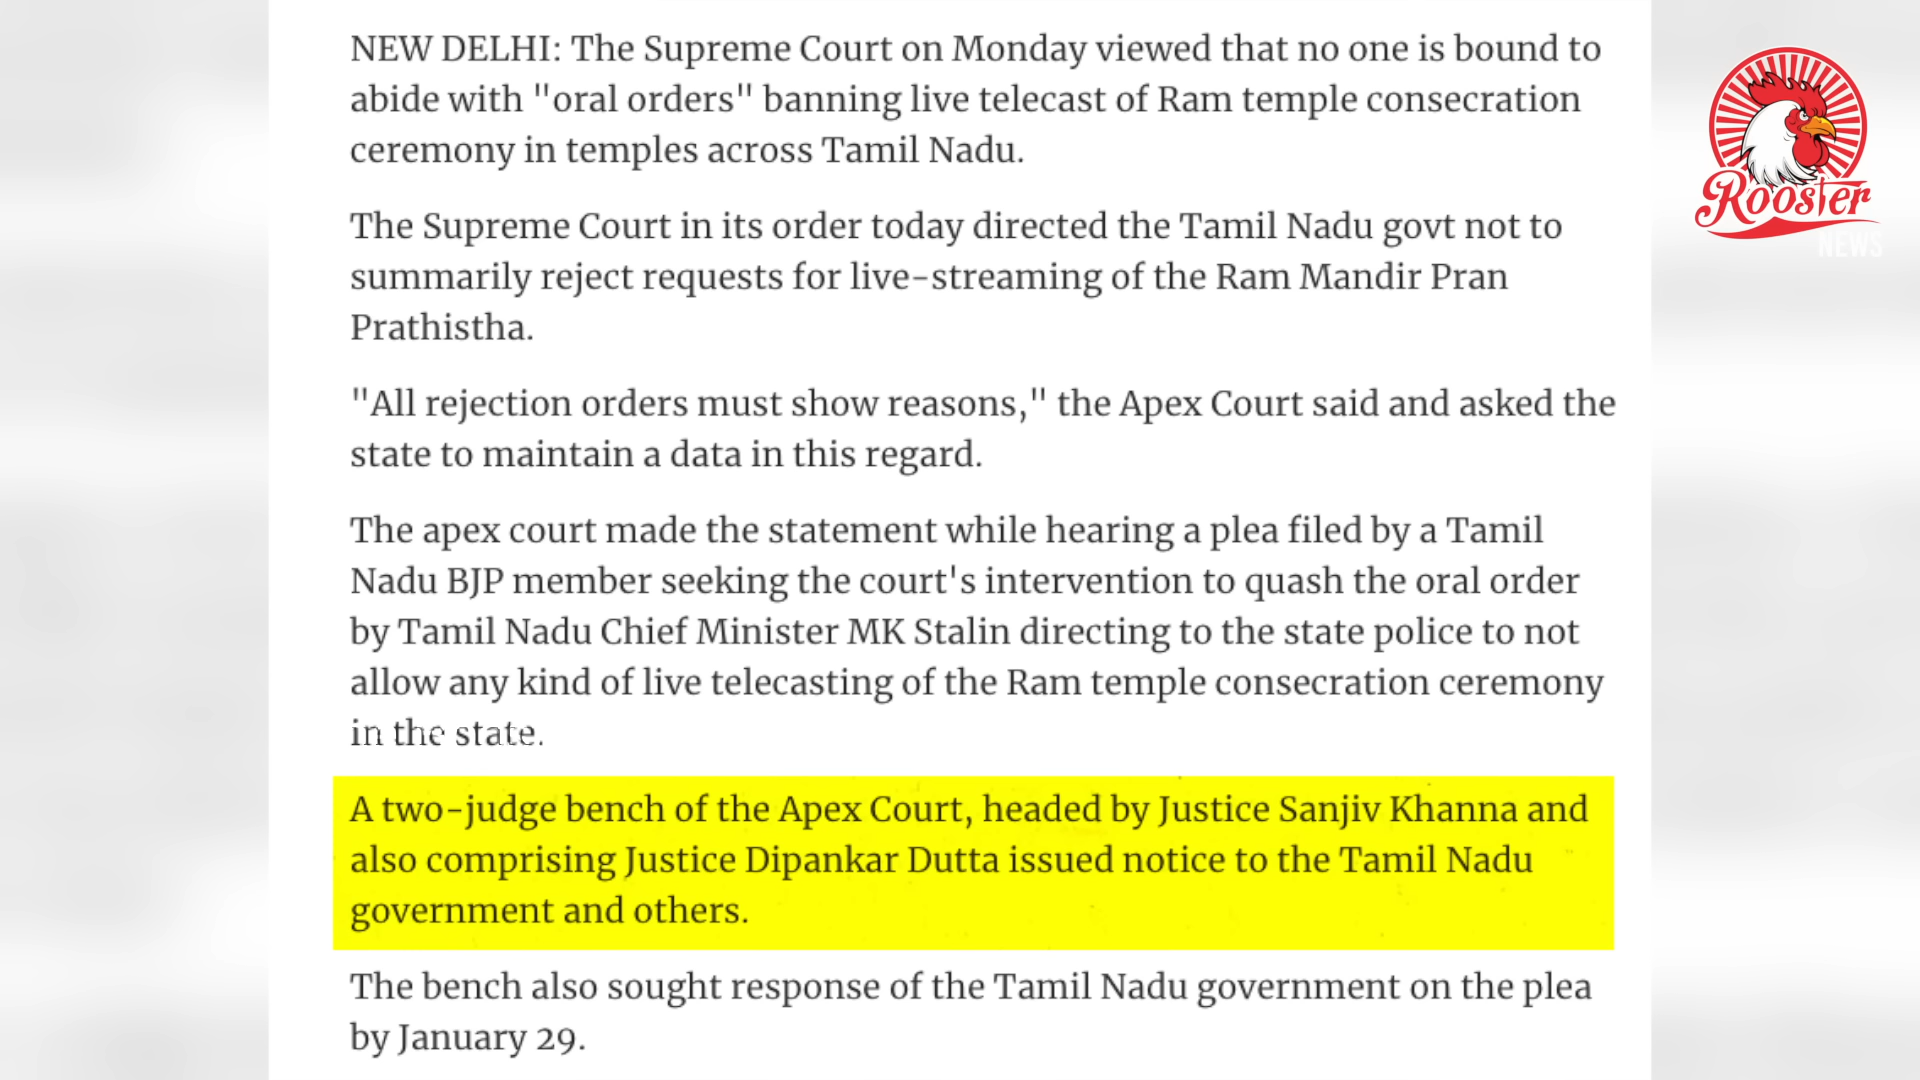 NEW DELHI: The Supreme Court on Monday viewed that no one is bound to
abide with "oral orders" banning live telecast of Ram temple consecration
ceremony in temples across Tamil Nadu.
The Supreme Court in its order today directed the Tamil Nadu govt not to
summarily reject requests for live-streaming of the Ram Mandir Pran
Prathistha.
"All rejection orders must show reasons," the Apex Court said and asked the
state to maintain a data in this regard.
The apex court made the statement while hearing a plea filed by a Tamil
Nadu BJP member seeking the court's intervention to quash the oral order
by Tamil Nadu Chief Minister MK Stalin directing to the state police to not
allow any kind of live telecasting of the Ram temple consecration ceremony
in the state.
A two-judge bench of the Apex Court, headed by Justice Sanjiv Khanna and
also comprising Justice Dipankar Dutta issued notice to the Tamil Nadu
government and others.
The bench also sought response of the Tamil Nadu government on the plea
by January 29.
Rooster
NEWS